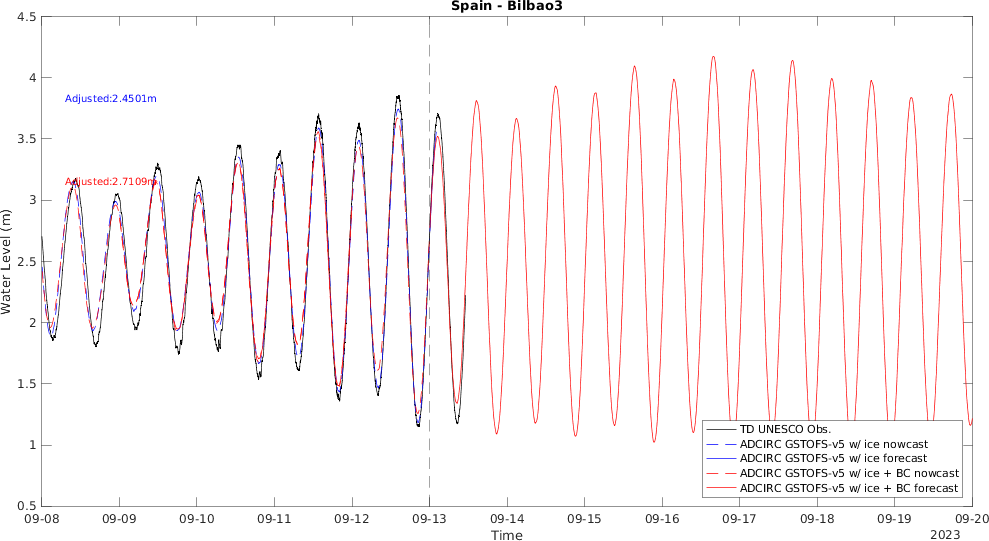 Spain - Bilbao3
4.5
4
3.5
3
2.5
2
1.5
1
0.5
Water Level (m)
Adjusted:2.4501m
Adjusted:2.7109m
TD UNESCO Obs.
ADCIRC GSTOFS-v5 w/ ice nowcast
ADCIRC GSTOFS-v5 w/ ice forecast
ADCIRC GSTOFS-v5 w/ ice + BC nowcast
ADCIRC GSTOFS-v5 w/ ice + BC forecast
09-08 09-09 09-10 09-11 09-12 09-13 09-14 09-15 09-16 09-17 09-18 09-19 09-20
Time
2023